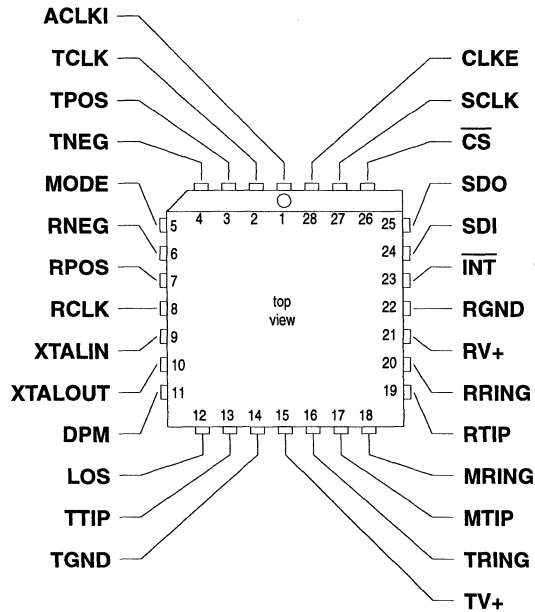 ACLKI
TCLK
TPOS
TNEG
MODE
RNEG
RPOS
RCLK
XTALIN
XTALOUT
DPM
LOS
TTIP
TGND
CLKE
SCLK
C̅S̅
SDO
SDI
I̅N̅T̅
RGND
RV+
RRING
RTIP
MRING
MTIP
TRING
TV+
4 3 2 1 28 27 26
5
6
7
8
9
10
11
25
24
23
22
21
20
19
top
view
12 13 14 15 16 17 18